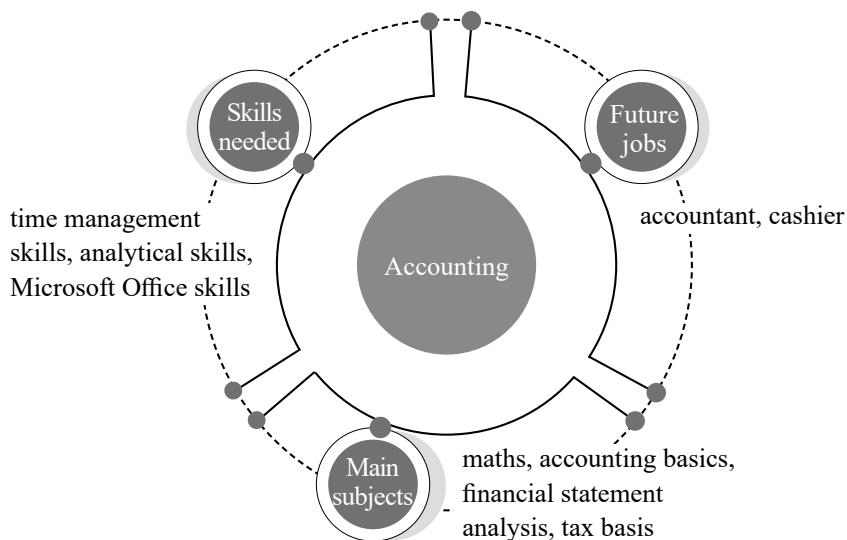 Skills
needed
Future
jobs
time management
skills, analytical skills,
Microsoft Office skills
accountant, cashier
Accounting
Main
subjects
maths, accounting basics,
financial statement
analysis, tax basis